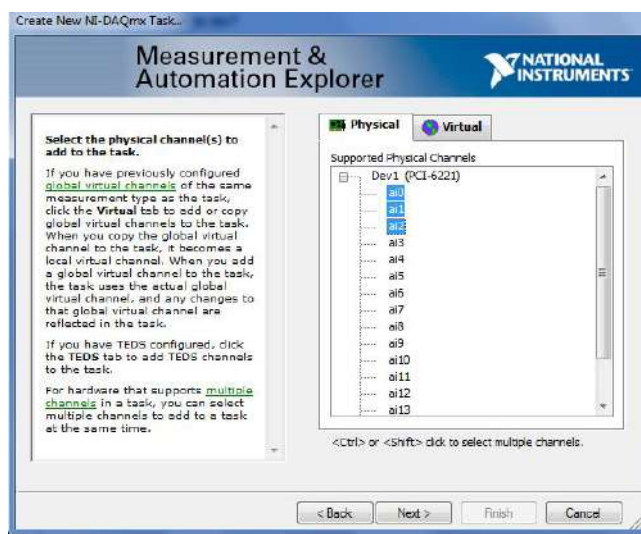 Create New NI-DAQmx Task...
Measurement &
Automation Explorer
NATIONAL
INSTRUMENTS
Select the physical channel(s) to
add to the task.
If you have previously configured
global virtual channels of the same
measurement type as the task,
click the Virtual tab to add or copy
global virtual channels to the task.
When you copy the global virtual
channel to the task, it becomes a
local virtual channel. When you add
a global virtual channel to the task,
the task uses the actual global
virtual channel, and any changes to
that global virtual channel are
reflected in the task.
If you have TEDS configured, click
the TEDS tab to add TEDS channels
to the task.
For hardware that supports multiple
channels in a task, you can select
multiple channels to add to a task
at the same time.
Physical
Virtual
Supported Physical Channels
Dev1 (PCI-6221)
ai0
ai1
ai2
ai3
ai4
ai5
ai6
ai7
ai8
ai9
ai10
ai11
ai12
ai13
<Ctrl> or <Shift> click to select multiple channels.
< Back
Next >
Finish
Cancel